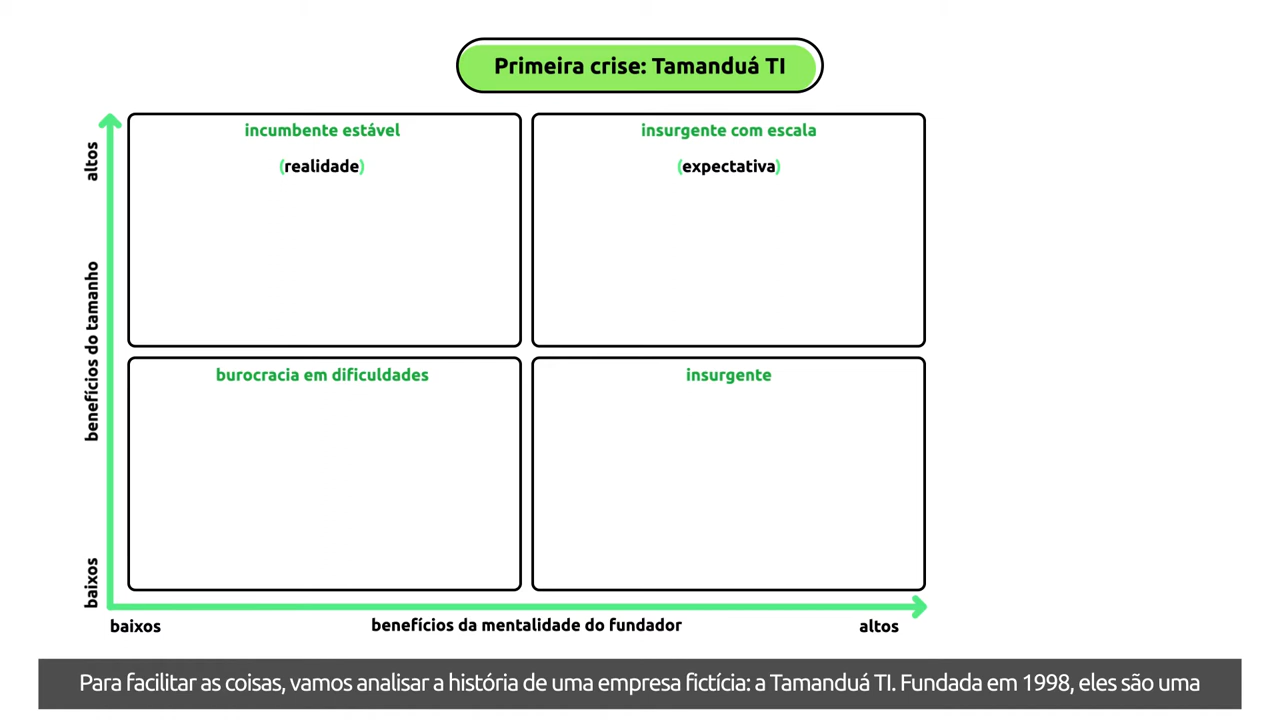 Primeira crise: Tamanduá TI
incumbente estável
(realidade)
insurgente com escala
(expectativa)
burocracia em dificuldades
insurgente
altos
benefícios do tamanho
baixos
baixos
benefícios da mentalidade do fundador
altos
Para facilitar as coisas, vamos analisar a história de uma empresa fictícia: a Tamanduá TI. Fundada em 1998, eles são uma